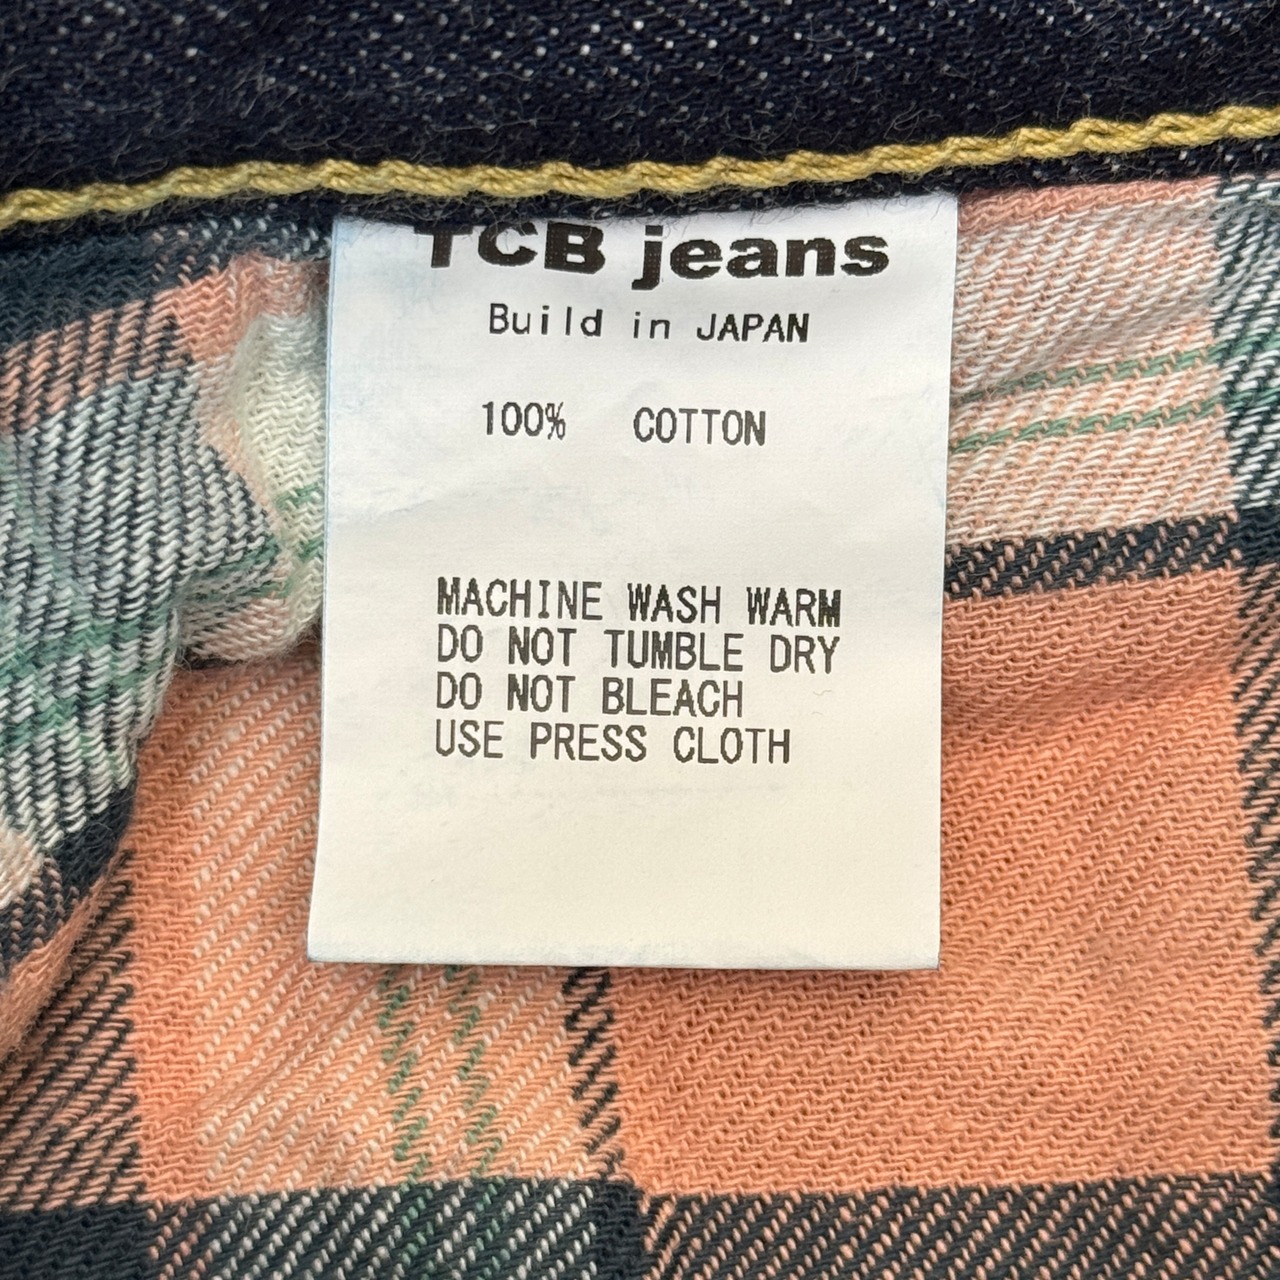 TCB jeans
Build in JAPAN
100% COTTON
MACHINE WASH WARM
DO NOT TUMBLE DRY
DO NOT BLEACH
USE PRESS CLOTH